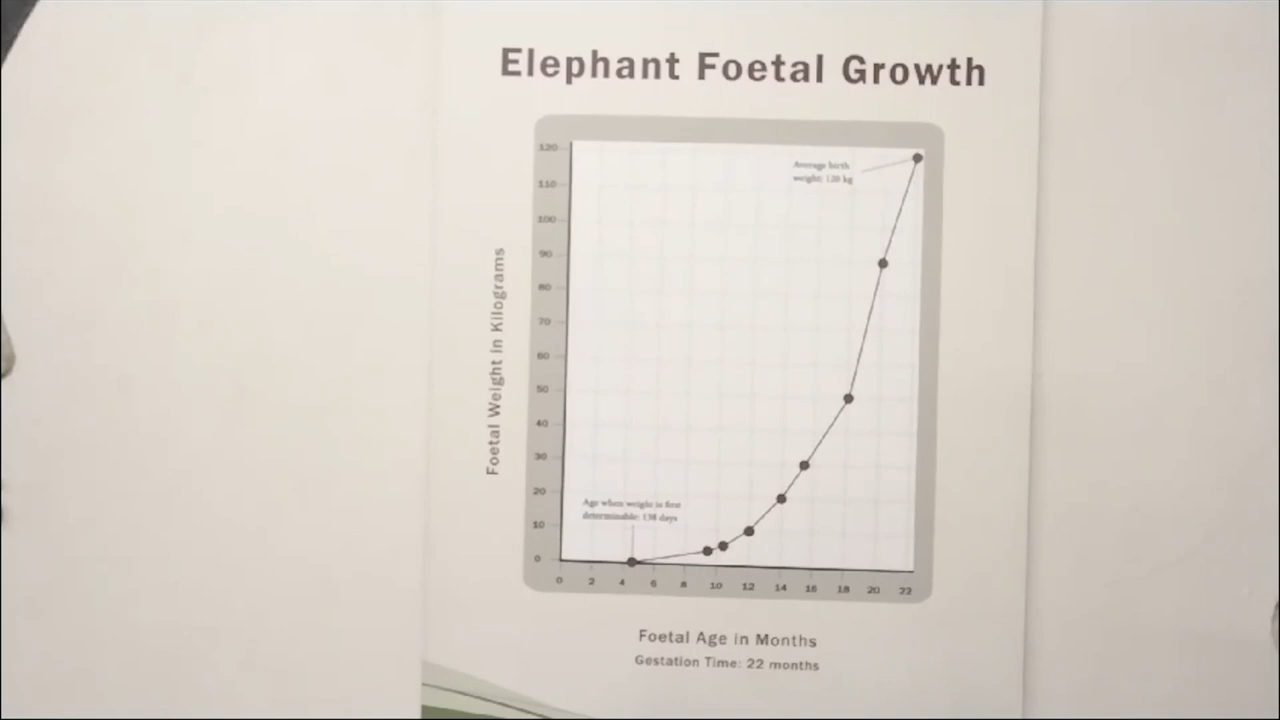 Elephant Foetal Growth
120
110
100
90
80
70
60
50
40
30
20
10
0
Foetal Weight in Kilograms
Average birth
weight: 120 kg
Age when weight is first
determinable: 138 days
0 2 4 6 8 10 12 14 16 18 20 22
Foetal Age in Months
Gestation Time: 22 months